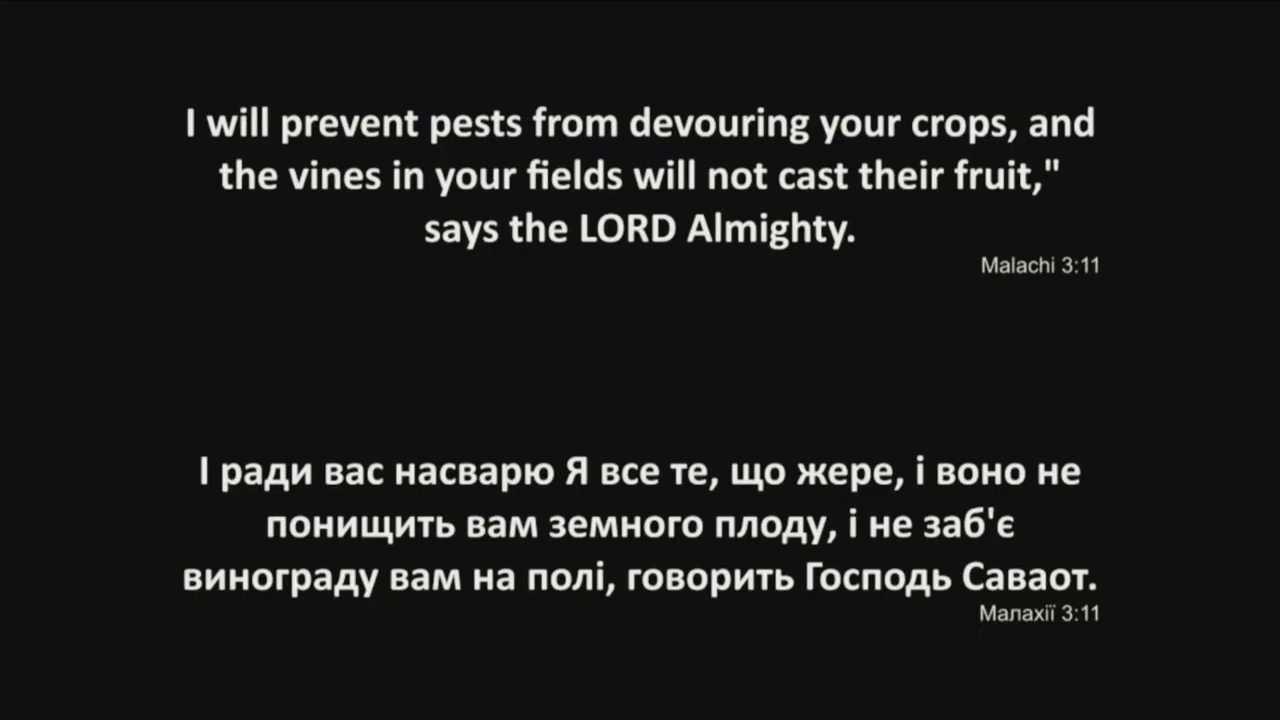 I will prevent pests from devouring your crops, and
the vines in your fields will not cast their fruit,"
says the LORD Almighty.
Malachi 3:11
І ради вас насварю Я все те, що жере, і воно не
понищить вам земного плоду, і не заб'є
винограду вам на полі, говорить Господь Саваот.
Малахії 3:11